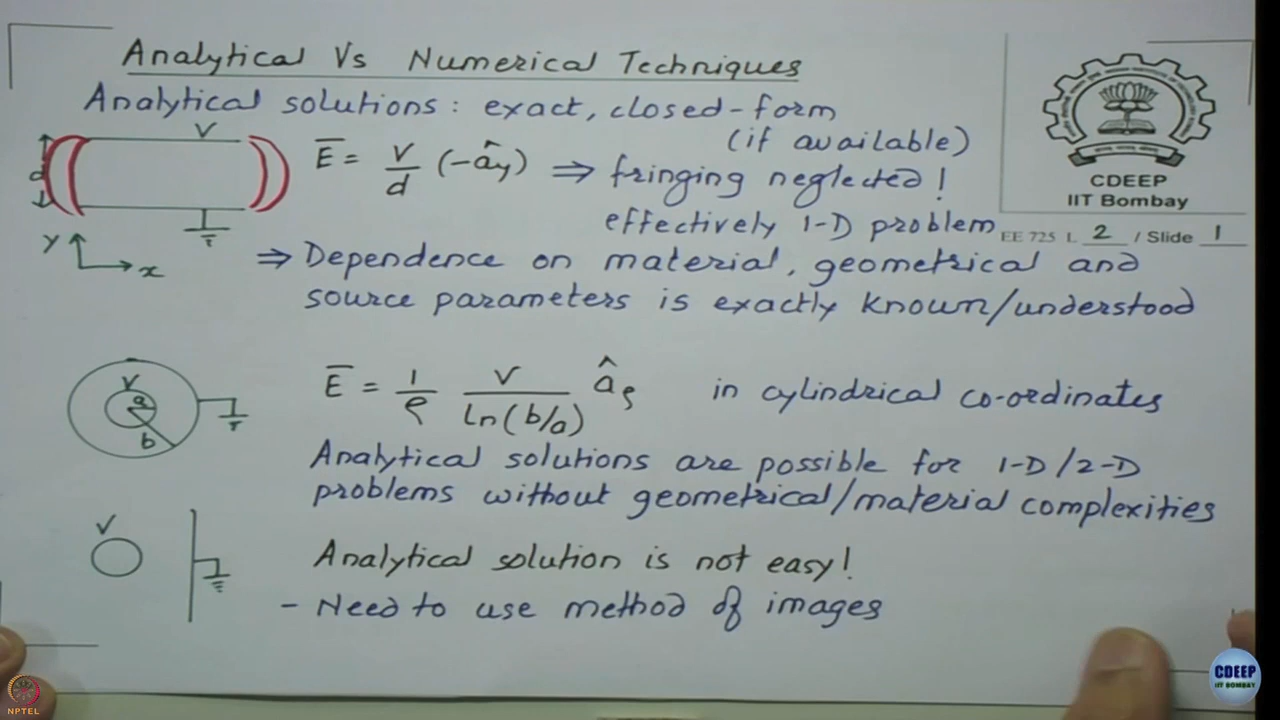 Analytical Vs Numerical Techniques
Analytical solutions: exact, closed-form
(if available)
V
d
E̅ = V/d (-ây) ⇒ fringing neglected!
effectively 1-D problem
CDEEP
IIT Bombay
EE 725 L 2 / Slide 1
y
x
⇒ Dependence on material, geometrical and
source parameters is exactly known/understood
V
a
b
E̅ = 1/ρ V/ln(b/a) âρ in cylindrical co-ordinates
Analytical solutions are possible for 1-D/2-D
problems without geometrical/material complexities
V
Analytical solution is not easy!
- Need to use method of images
NPTEL
CDEEP
IIT BOMBAY